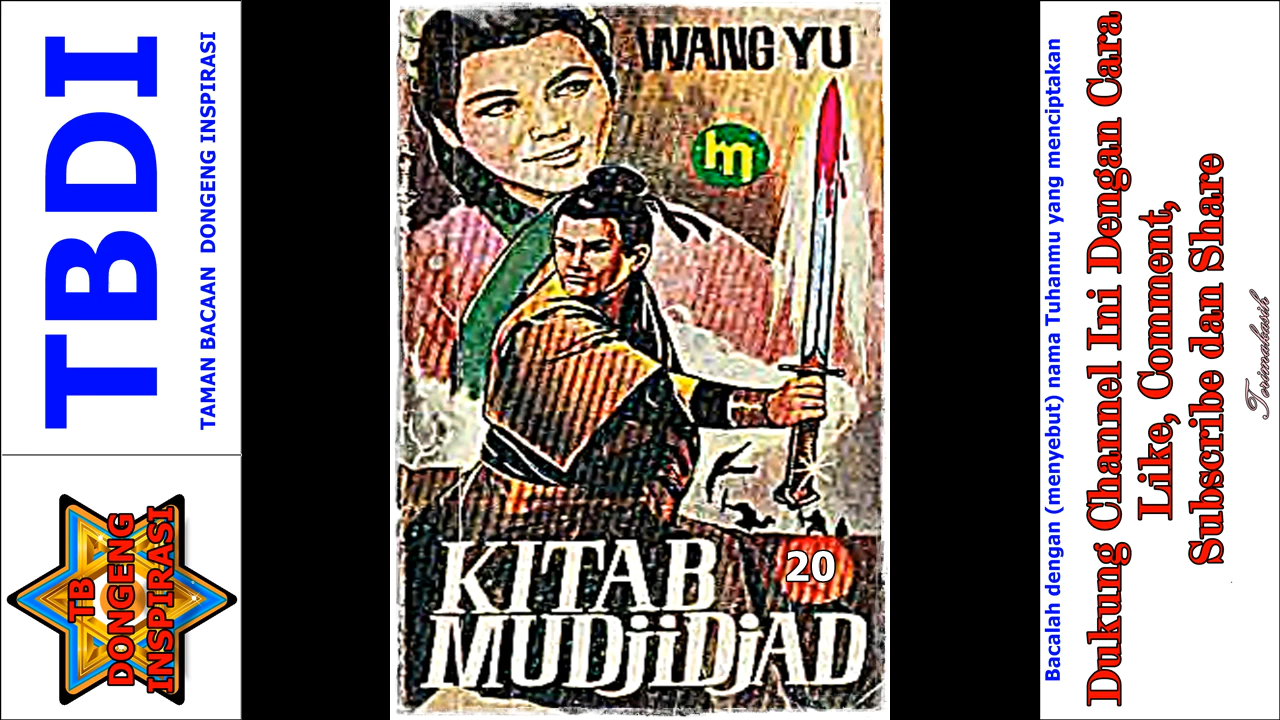 TBDI
TAMAN BACAAN DONGENG INSPIRASI
TB
DONGENG
INSPIRASI
WANG YU
hm
20
KITAB
MUDjiDjAD
Bacalah dengan (menyebut) nama Tuhanmu yang menciptakan
Dukung Channel Ini Dengan Cara
Like, Comment,
Subscribe dan Share
Terimakasih